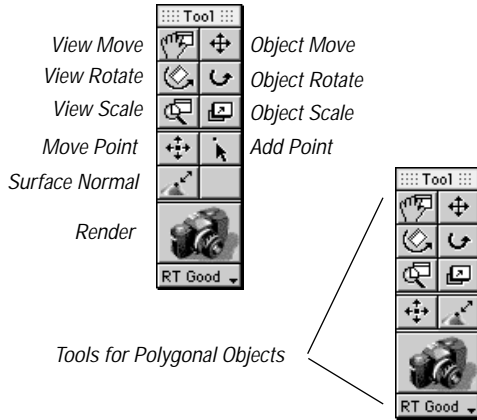 Tool
View Move
Object Move
View Rotate
Object Rotate
View Scale
Object Scale
Move Point
Add Point
Surface Normal
Render
RT Good
Tool
Tools for Polygonal Objects
RT Good